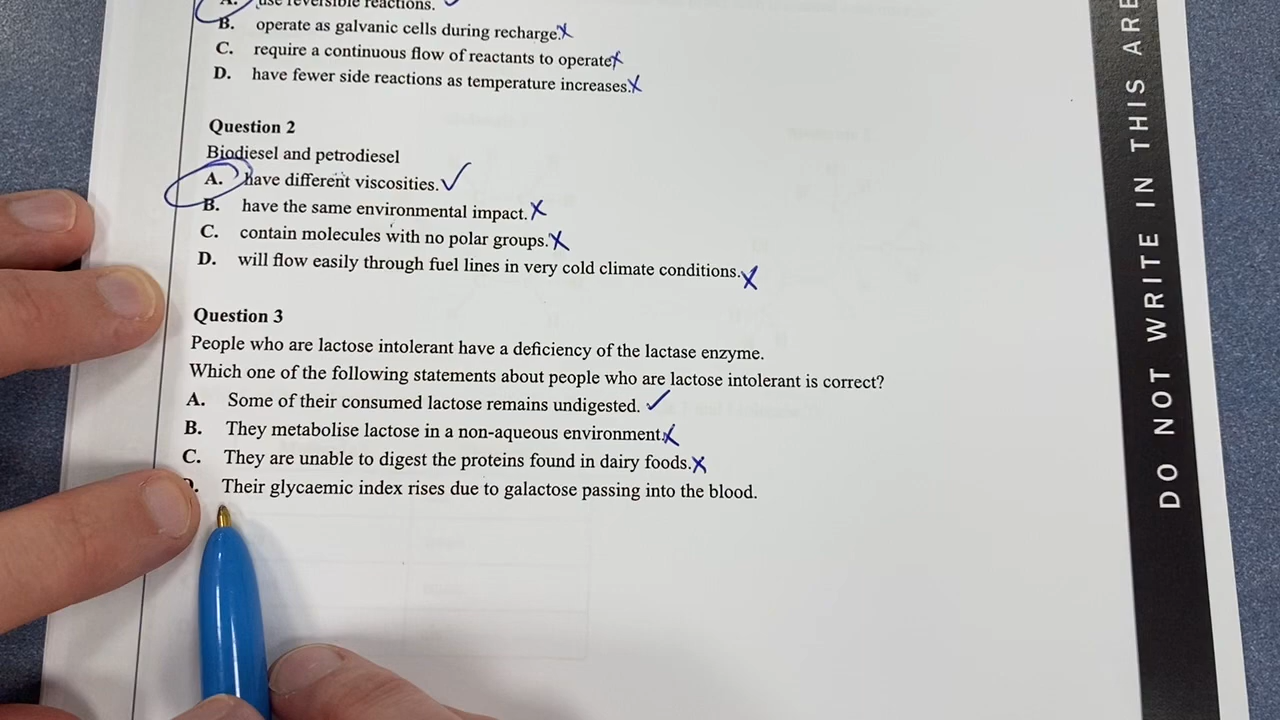 A. use reversible reactions.
B. operate as galvanic cells during recharge.
C. require a continuous flow of reactants to operate
D. have fewer side reactions as temperature increases.
Question 2
Biodiesel and petrodiesel
A. have different viscosities.
B. have the same environmental impact.
C. contain molecules with no polar groups.
D. will flow easily through fuel lines in very cold climate conditions.
Question 3
People who are lactose intolerant have a deficiency of the lactase enzyme.
Which one of the following statements about people who are lactose intolerant is correct?
A. Some of their consumed lactose remains undigested.
B. They metabolise lactose in a non-aqueous environment.
C. They are unable to digest the proteins found in dairy foods.
D. Their glycaemic index rises due to galactose passing into the blood.
DO NOT WRITE IN THIS ARE